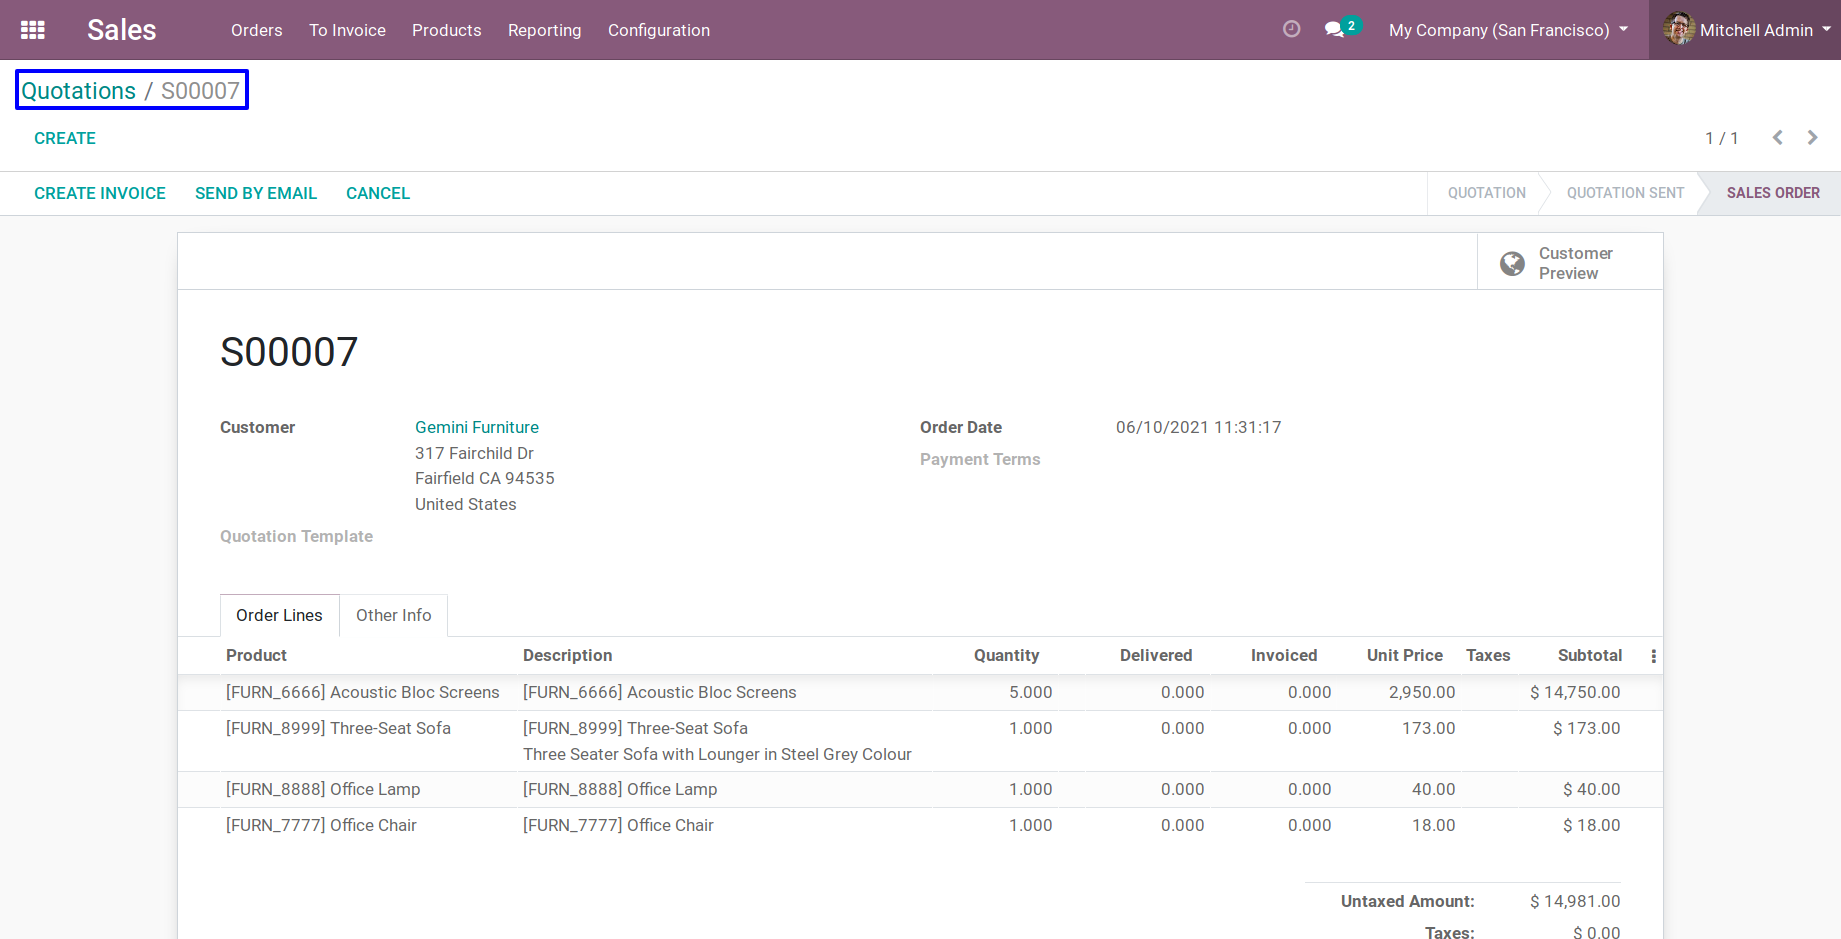 Sales Orders To Invoice Products Reporting Configuration 2 My Company (San Francisco) Mitchell Admin
Quotations / S00007
CREATE 1 / 1
CREATE INVOICE SEND BY EMAIL CANCEL QUOTATION QUOTATION SENT SALES ORDER
Customer
Preview
S00007
Customer Gemini Furniture Order Date 06/10/2021 11:31:17
317 Fairchild Dr Payment Terms
Fairfield CA 94535
United States
Quotation Template
Order Lines Other Info
Product Description Quantity Delivered Invoiced Unit Price Taxes Subtotal
[FURN_6666] Acoustic Bloc Screens [FURN_6666] Acoustic Bloc Screens 5.000 0.000 0.000 2,950.00 $ 14,750.00
[FURN_8999] Three-Seat Sofa [FURN_8999] Three-Seat Sofa 1.000 0.000 0.000 173.00 $ 173.00
Three Seater Sofa with Lounger in Steel Grey Colour
[FURN_8888] Office Lamp [FURN_8888] Office Lamp 1.000 0.000 0.000 40.00 $ 40.00
[FURN_7777] Office Chair [FURN_7777] Office Chair 1.000 0.000 0.000 18.00 $ 18.00
Untaxed Amount: $ 14,981.00
Taxes: $ 0.00